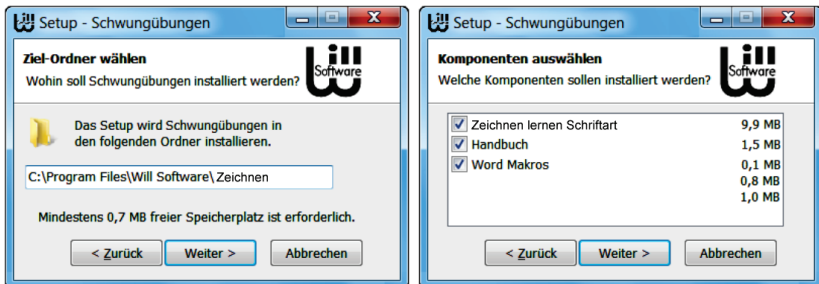 Setup - Schwungübungen
Ziel-Ordner wählen
Wohin soll Schwungübungen installiert werden?
Will
Software
Das Setup wird Schwungübungen in
den folgenden Ordner installieren.
C:\Program Files\Will Software\Zeichnen
Mindestens 0,7 MB freier Speicherplatz ist erforderlich.
< Zurück Weiter > Abbrechen
Setup - Schwungübungen
Komponenten auswählen
Welche Komponenten sollen installiert werden?
Will
Software
Zeichnen lernen Schriftart 9,9 MB
Handbuch 1,5 MB
Word Makros 0,1 MB
0,8 MB
1,0 MB
< Zurück Weiter > Abbrechen